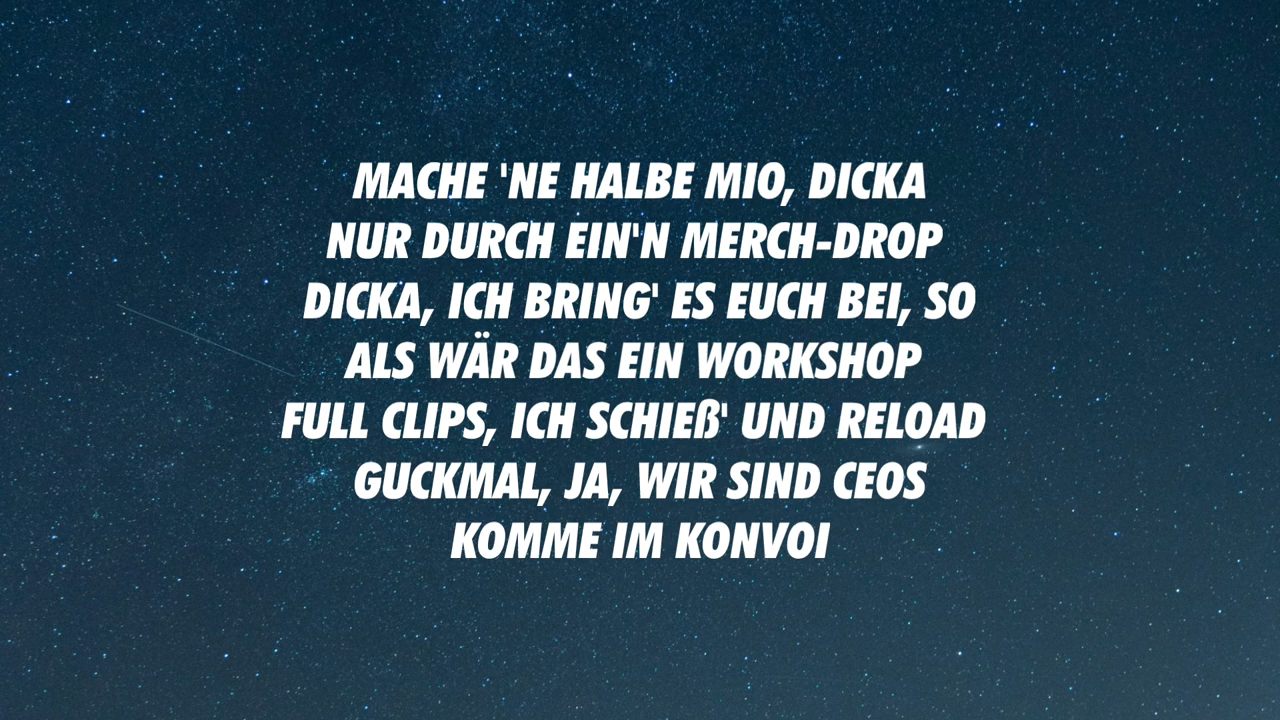 MACHE 'NE HALBE MIO, DICKA
NUR DURCH EIN'N MERCH-DROP
DICKA, ICH BRING' ES EUCH BEI, SO
ALS WÄR DAS EIN WORKSHOP
FULL CLIPS, ICH SCHIEß' UND RELOAD
GUCKMAL, JA, WIR SIND CEOS
KOMME IM KONVOI